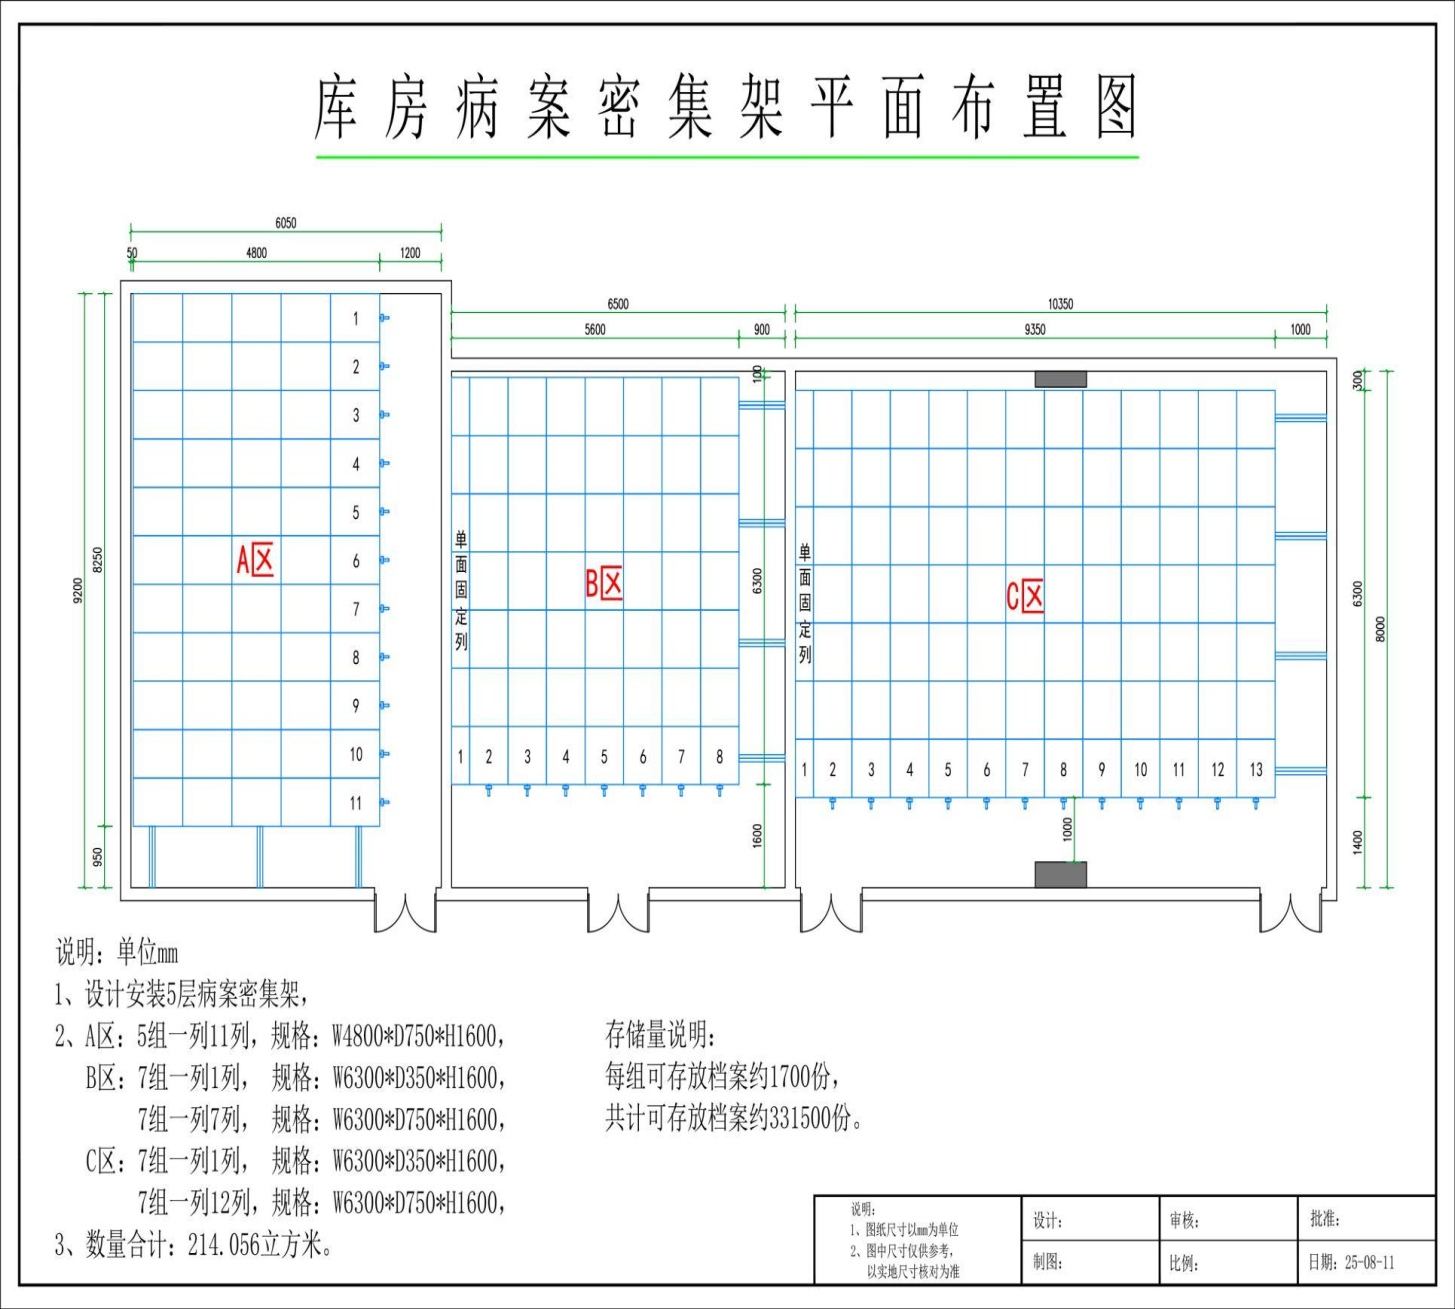 库房病案密集架平面布置图
6050
50 4800 1200
6500
5600 900
10350
9350 1000
9200
8250
950
1
2
3
4
5
6
7
8
9
10
11
A区
单面固定列
B区
1 2 3 4 5 6 7 8
100
6300
1600
单面固定列
C区
1 2 3 4 5 6 7 8 9 10 11 12 13
1000
300
6300
1400
8000
说明：单位mm
1、设计安装5层病案密集架，
2、A区：5组一列11列，规格：W4800*D750*H1600，
B区：7组一列1列， 规格：W6300*D350*H1600，
7组一列7列， 规格：W6300*D750*H1600，
C区：7组一列1列， 规格：W6300*D350*H1600，
7组一列12列，规格：W6300*D750*H1600，
3、数量合计：214.056立方米。
存储量说明：
每组可存放档案约1700份，
共计可存放档案约331500份。
说明：
1、图纸尺寸以mm为单位
2、图中尺寸仅供参考，
以实地尺寸核对为准
设计： 审核： 批准：
制图： 比例： 日期：25-08-11